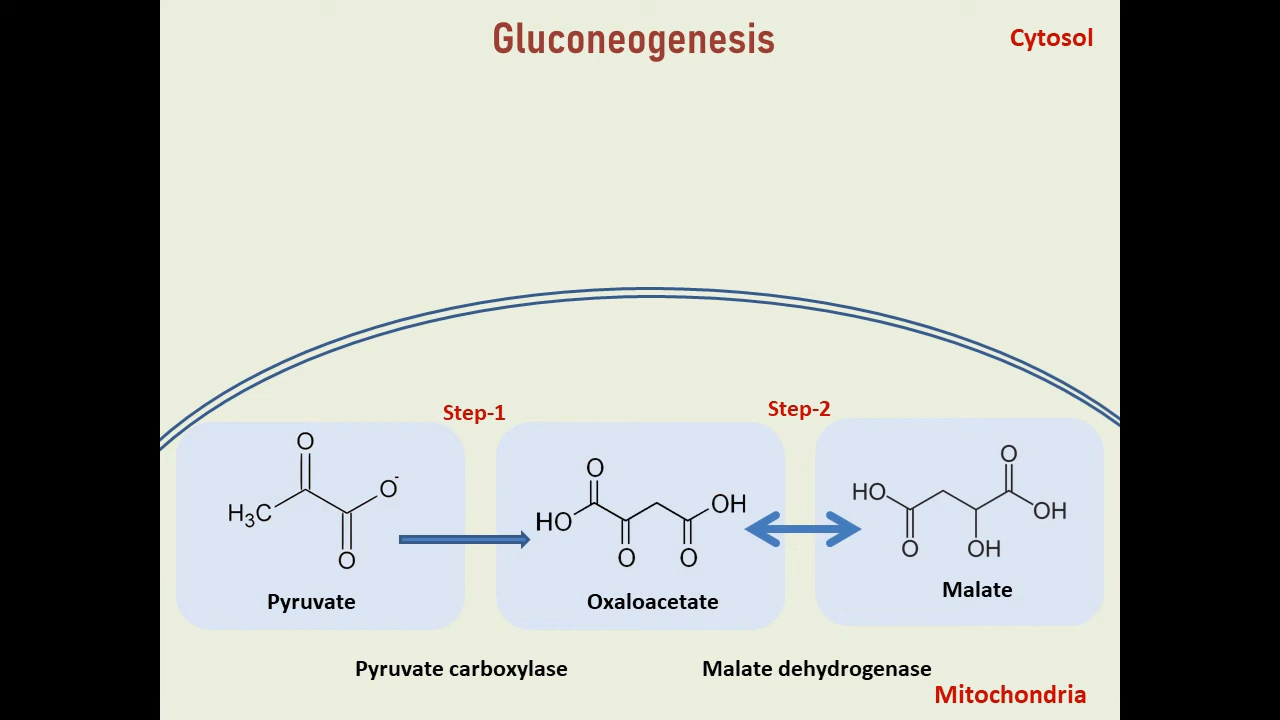 Gluconeogenesis
Cytosol
Step-1
Step-2
O
O⁻
H₃C
O
Pyruvate
O
OH
HO
O
O
Oxaloacetate
O
HO
OH
O
OH
Malate
Pyruvate carboxylase
Malate dehydrogenase
Mitochondria